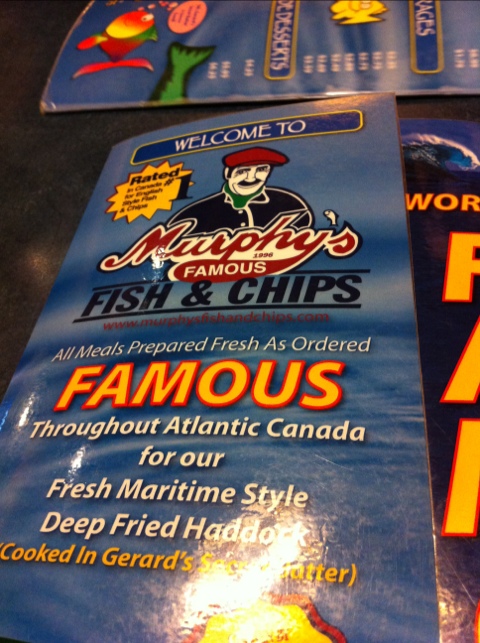 DESSERTS
WELCOME TO
Rated #1
In Canada
for English
Style Fish
& Chips
Murphy's
1996
FAMOUS
FISH & CHIPS
www.murphysfishandchips.com
All Meals Prepared Fresh As Ordered
FAMOUS
Throughout Atlantic Canada
for our
Fresh Maritime Style
Deep Fried Haddock
(Cooked In Gerard's Secret Batter)
WOR